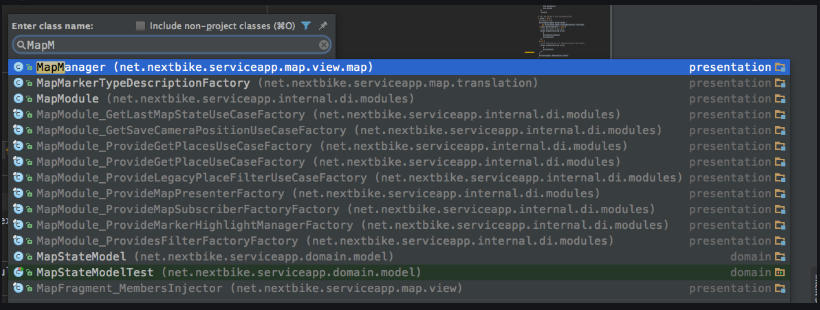 Enter class name: Include non-project classes (⌘O)
MapM
MapManager (net.nextbike.serviceapp.map.view.map) presentation
MapMarkerTypeDescriptionFactory (net.nextbike.serviceapp.map.translation) presentation
MapModule (net.nextbike.serviceapp.internal.di.modules) presentation
MapModule_GetLastMapStateUseCaseFactory (net.nextbike.serviceapp.internal.di.modules) presentation
MapModule_GetSaveCameraPositionUseCaseFactory (net.nextbike.serviceapp.internal.di.modules) presentation
MapModule_ProvideGetPlacesUseCaseFactory (net.nextbike.serviceapp.internal.di.modules) presentation
MapModule_ProvideGetPlaceUseCaseFactory (net.nextbike.serviceapp.internal.di.modules) presentation
MapModule_ProvideLegacyPlaceFilterUseCaseFactory (net.nextbike.serviceapp.internal.di.modules) presentation
MapModule_ProvideMapPresenterFactory (net.nextbike.serviceapp.internal.di.modules) presentation
MapModule_ProvideMapSubscriberFactoryFactory (net.nextbike.serviceapp.internal.di.modules) presentation
MapModule_ProvideMarkerHighlightManagerFactory (net.nextbike.serviceapp.internal.di.modules) presentation
MapModule_ProvidesFilterFactoryFactory (net.nextbike.serviceapp.internal.di.modules) presentation
MapStateModel (net.nextbike.serviceapp.domain.model) domain
MapStateModelTest (net.nextbike.serviceapp.domain.model) domain
MapFragment_MembersInjector (net.nextbike.serviceapp.map.view) presentation